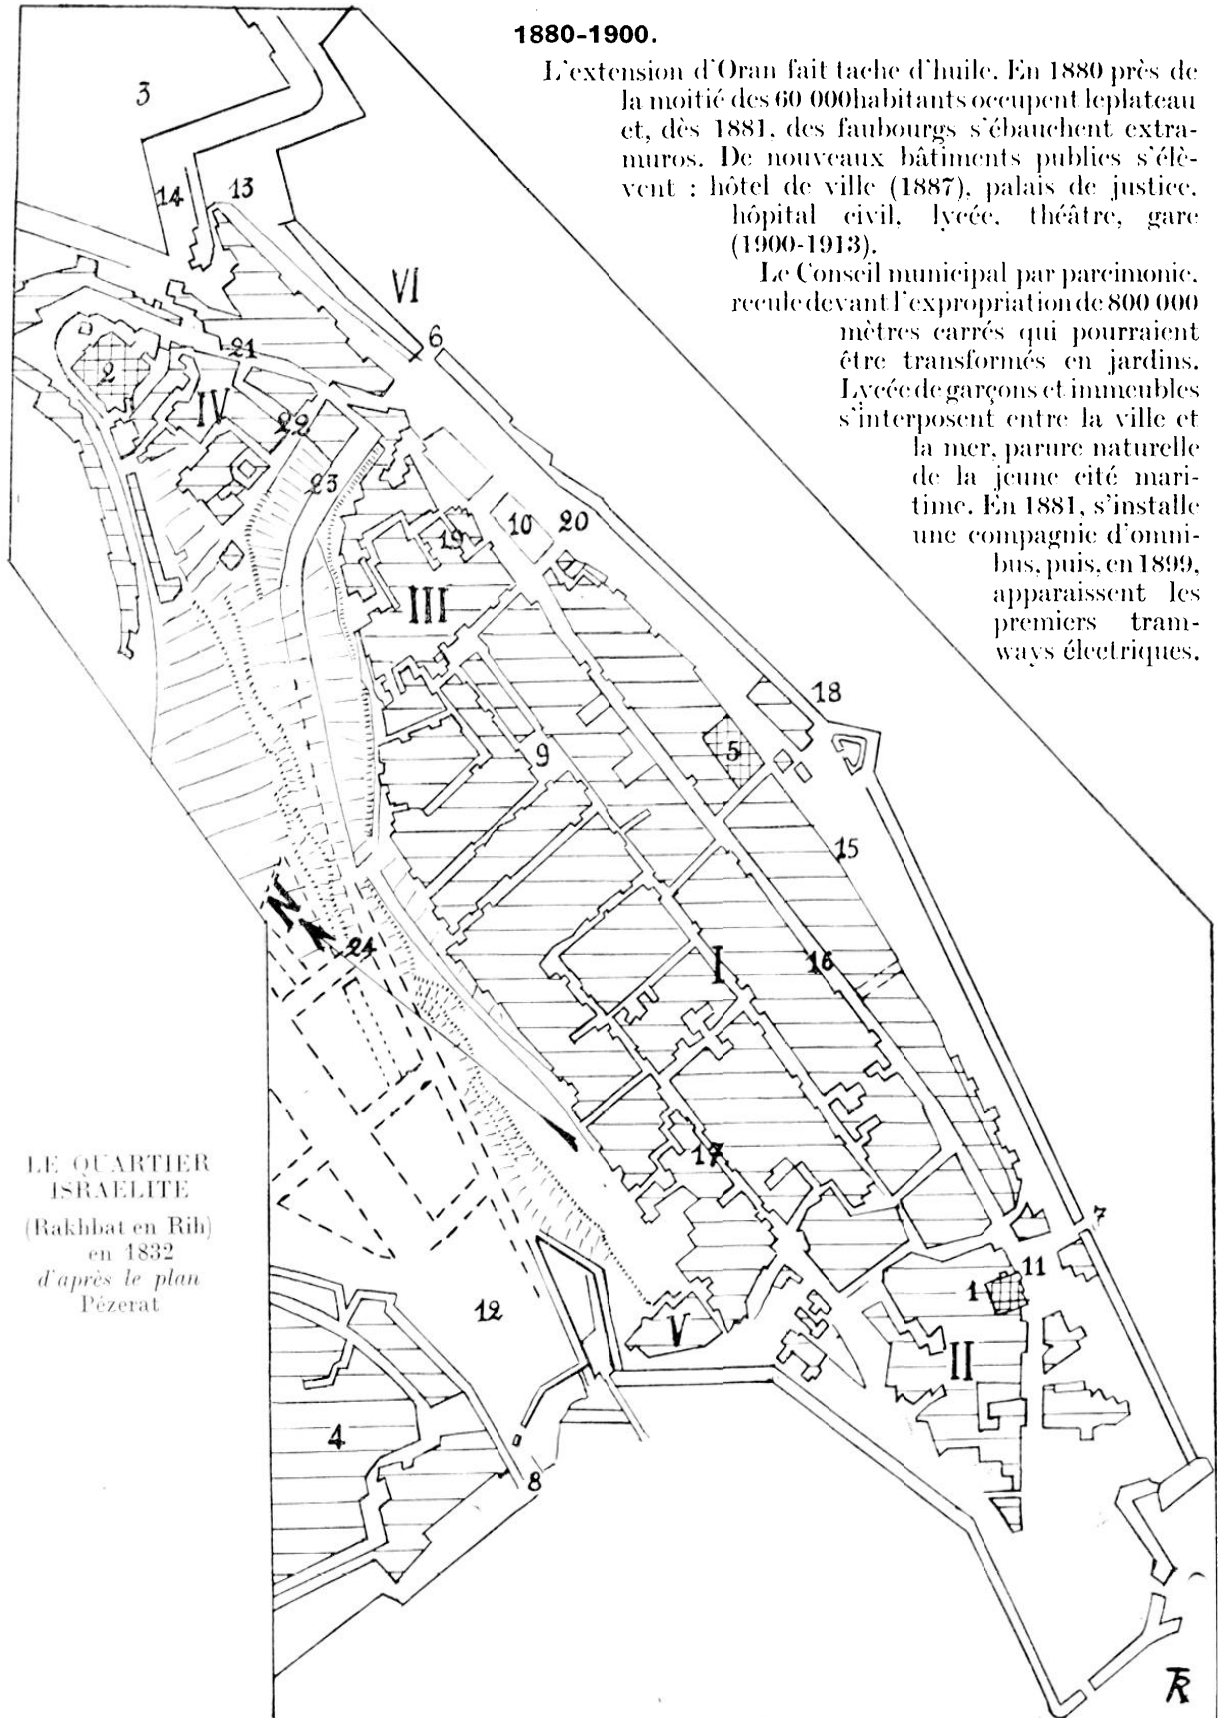 1880-1900.
L'extension d'Oran fait tache d'huile. En 1880 près de
la moitié des 60 000habitants occupent leplateau
et, dès 1881, des faubourgs s'ébauchent extra-
muros. De nouveaux bâtiments publics s'élè-
vent : hôtel de ville (1887), palais de justice,
hôpital civil, lycée, théâtre, gare
(1900-1913).
Le Conseil municipal par parcimonie,
recule devant l'expropriation de 800 000
mètres carrés qui pourraient
être transformés en jardins.
Lycée de garçons et immeubles
s'interposent entre la ville et
la mer, parure naturelle
de la jeune cité mari-
time. En 1881, s'installe
une compagnie d'omni-
bus, puis, en 1899,
apparaissent les
premiers tram-
ways électriques.
3
14
13
VI
6
21
2
IV
22
23
19
10
20
III
18
5
9
15
N
24
I
16
17
7
11
1
12
V
II
4
8
LE QUARTIER
ISRAELITE
(Rakhbat en Rih)
en 1832
d'après le plan
Pézerat
TR